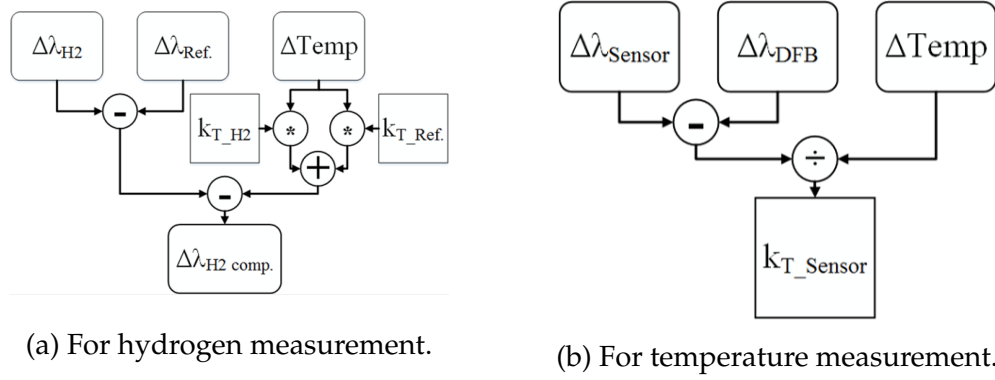 Δλ_H2 Δλ_Ref. ΔTemp
-
k_T_H2 * * k_T_Ref.
+
-
Δλ_H2 comp.
(a) For hydrogen measurement.
Δλ_Sensor Δλ_DFB ΔTemp
-
÷
k_T_Sensor
(b) For temperature measurement.